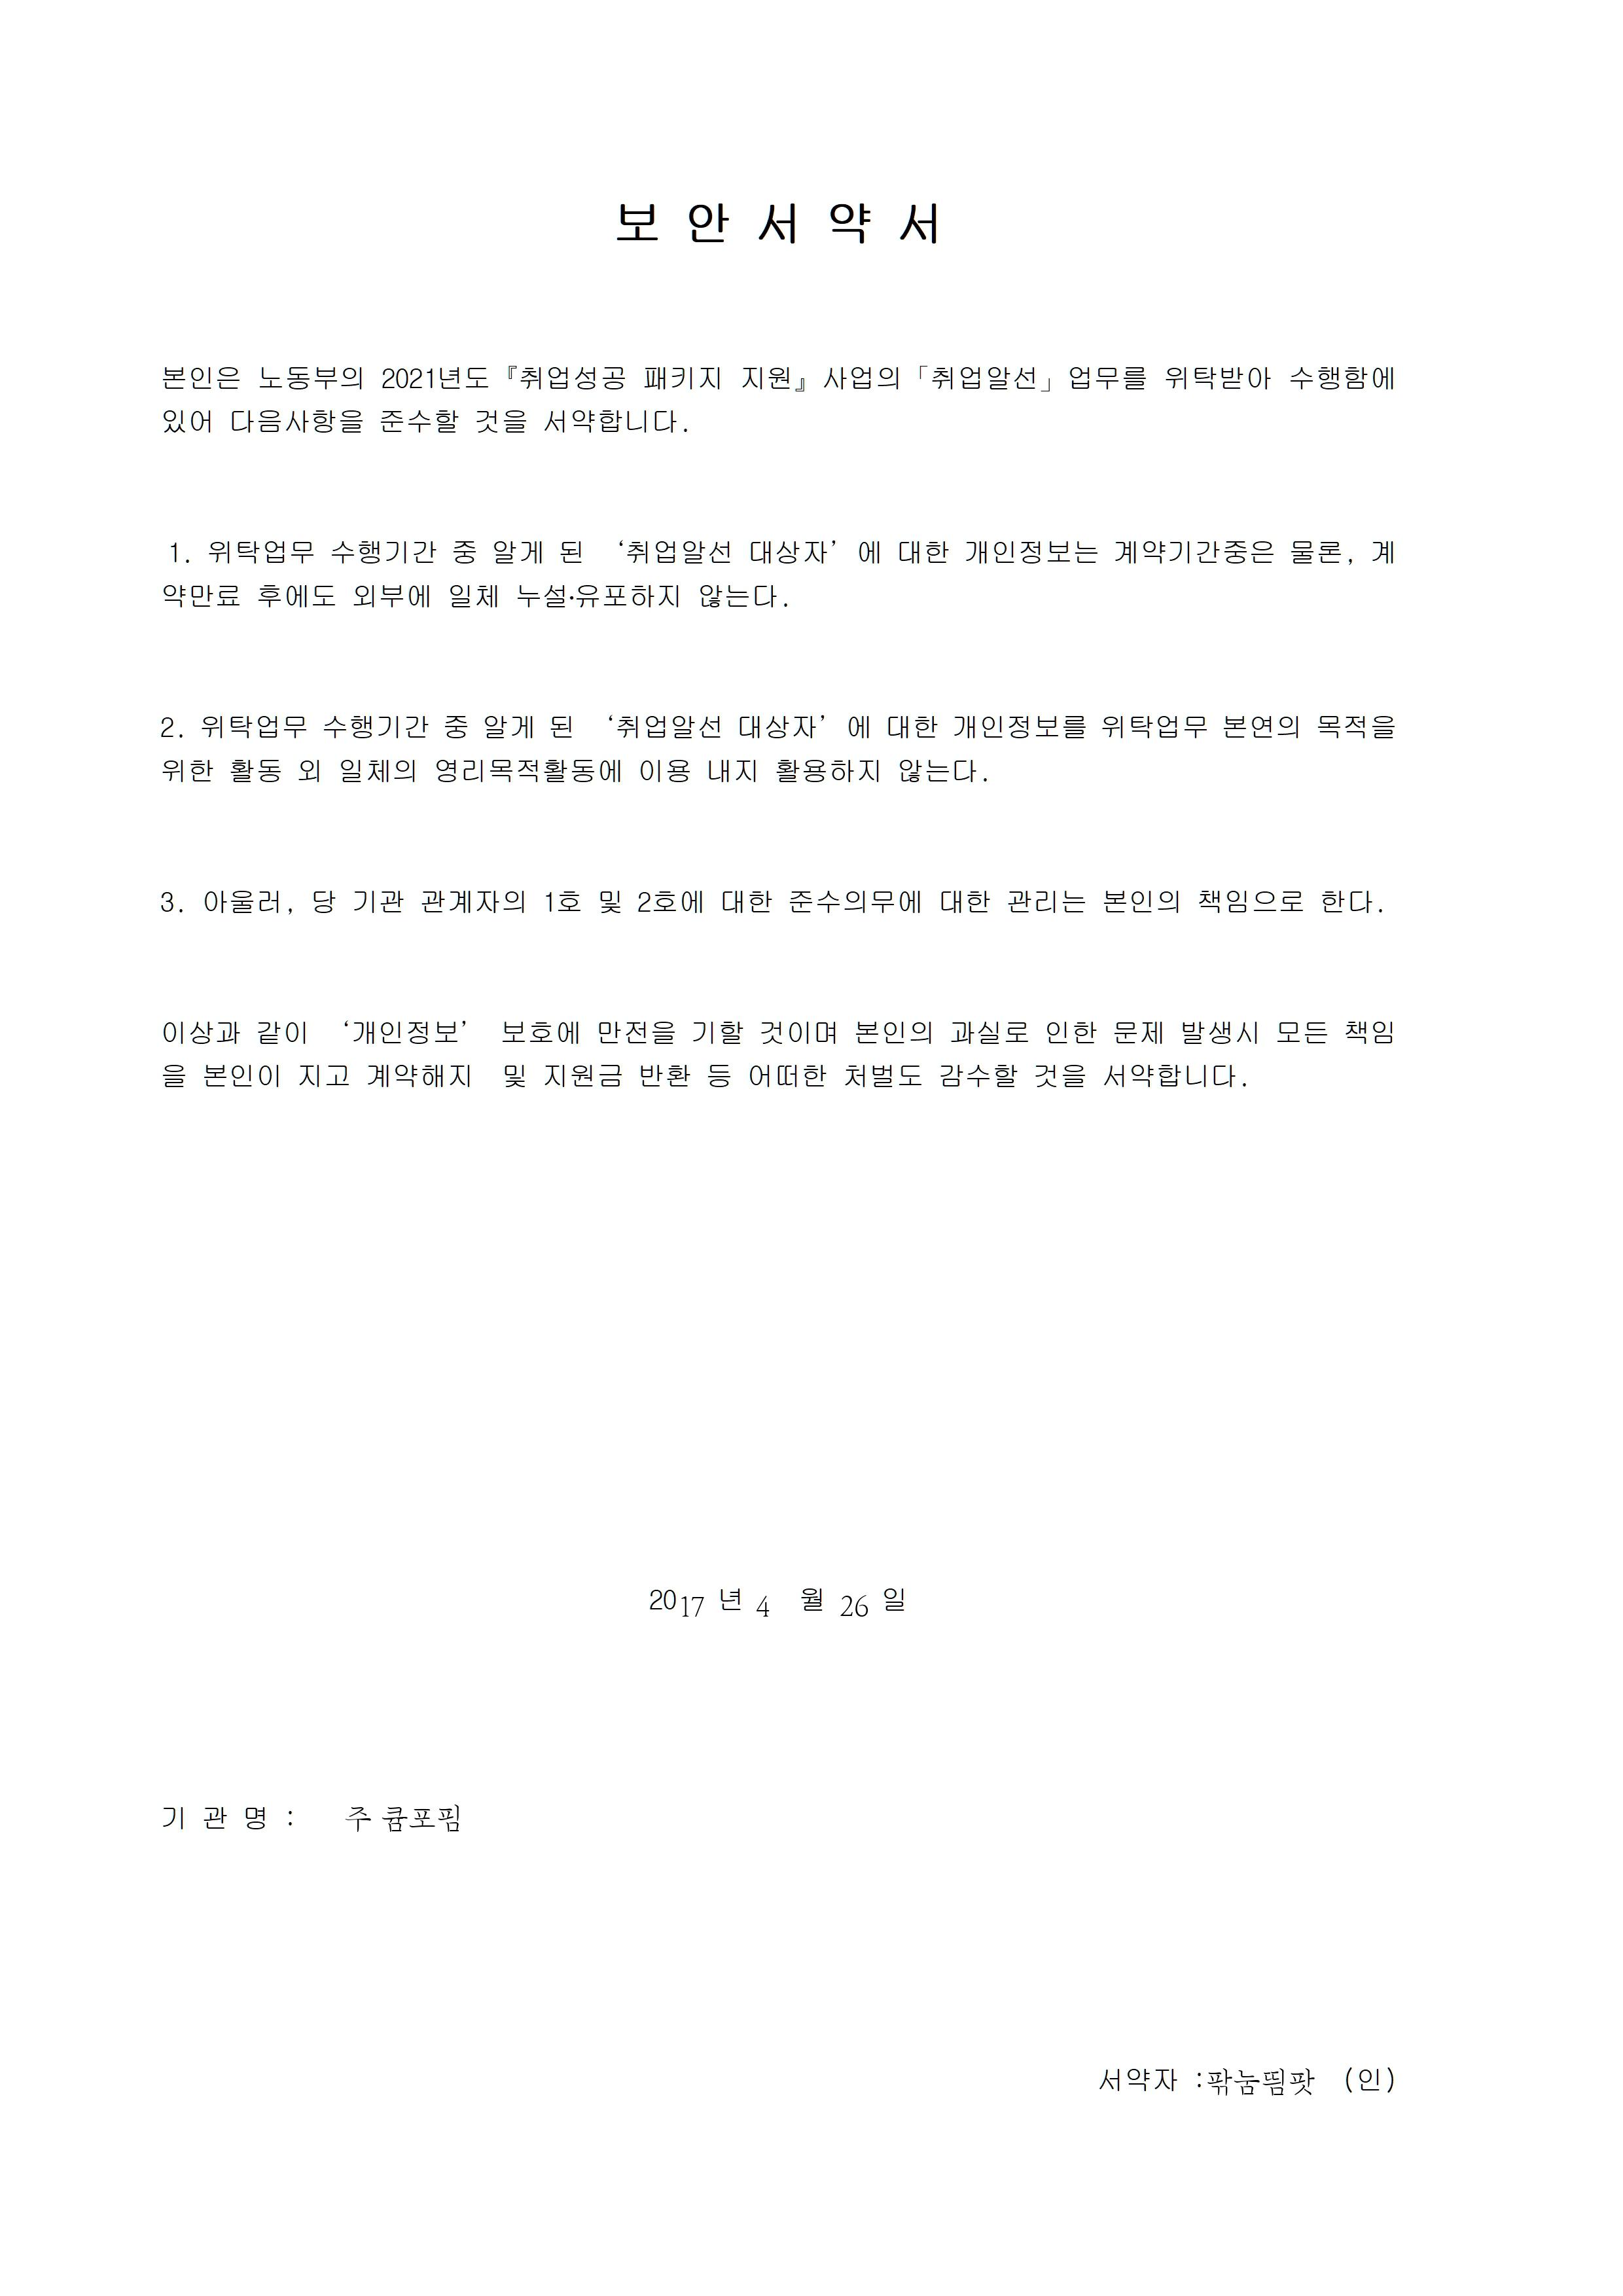 보 안 서 약 서
본인은 노동부의 2021년도『취업성공 패키지 지원』사업의「취업알선」업무를 위탁받아 수행함에
있어 다음사항을 준수할 것을 서약합니다.
1. 위탁업무 수행기간 중 알게 된 ‘취업알선 대상자’에 대한 개인정보는 계약기간중은 물론, 계
약만료 후에도 외부에 일체 누설·유포하지 않는다.
2. 위탁업무 수행기간 중 알게 된 ‘취업알선 대상자’에 대한 개인정보를 위탁업무 본연의 목적을
위한 활동 외 일체의 영리목적활동에 이용 내지 활용하지 않는다.
3. 아울러, 당 기관 관계자의 1호 및 2호에 대한 준수의무에 대한 관리는 본인의 책임으로 한다.
이상과 같이 ‘개인정보’ 보호에 만전을 기할 것이며 본인의 과실로 인한 문제 발생시 모든 책임
을 본인이 지고 계약해지 및 지원금 반환 등 어떠한 처벌도 감수할 것을 서약합니다.
2017 년 4 월 26 일
기 관 명 : 주 큠포핌
서약자 :팎눔띔팟 (인)